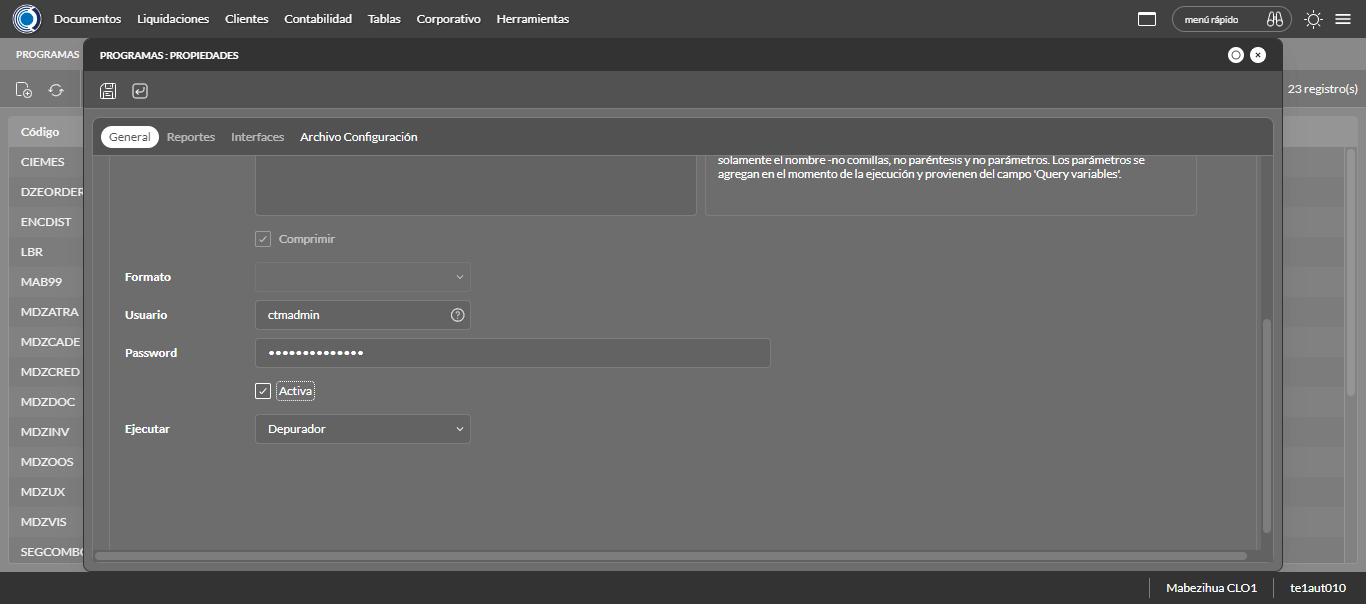 Documentos Liquidaciones Clientes Contabilidad Tablas Corporativo Herramientas menú rápido
PROGRAMAS
PROGRAMAS : PROPIEDADES
23 registro(s)
General Reportes Interfaces Archivo Configuración
Código
CIEMES
DZEORDER
ENCDIST
LBR
MAB99
MDZATRA
MDZCADE
MDZCRED
MDZDOC
MDZINV
MDZOOS
MDZUX
MDZVIS
SEGCOMBO
solamente el nombre -no comillas, no paréntesis y no parámetros. Los parámetros se
agregan en el momento de la ejecución y provienen del campo 'Query variables'.
Comprimir
Formato
Usuario ctmadmin
Password ••••••••••••••
Activa
Ejecutar Depurador
Mabezihua CLO1 te1aut010